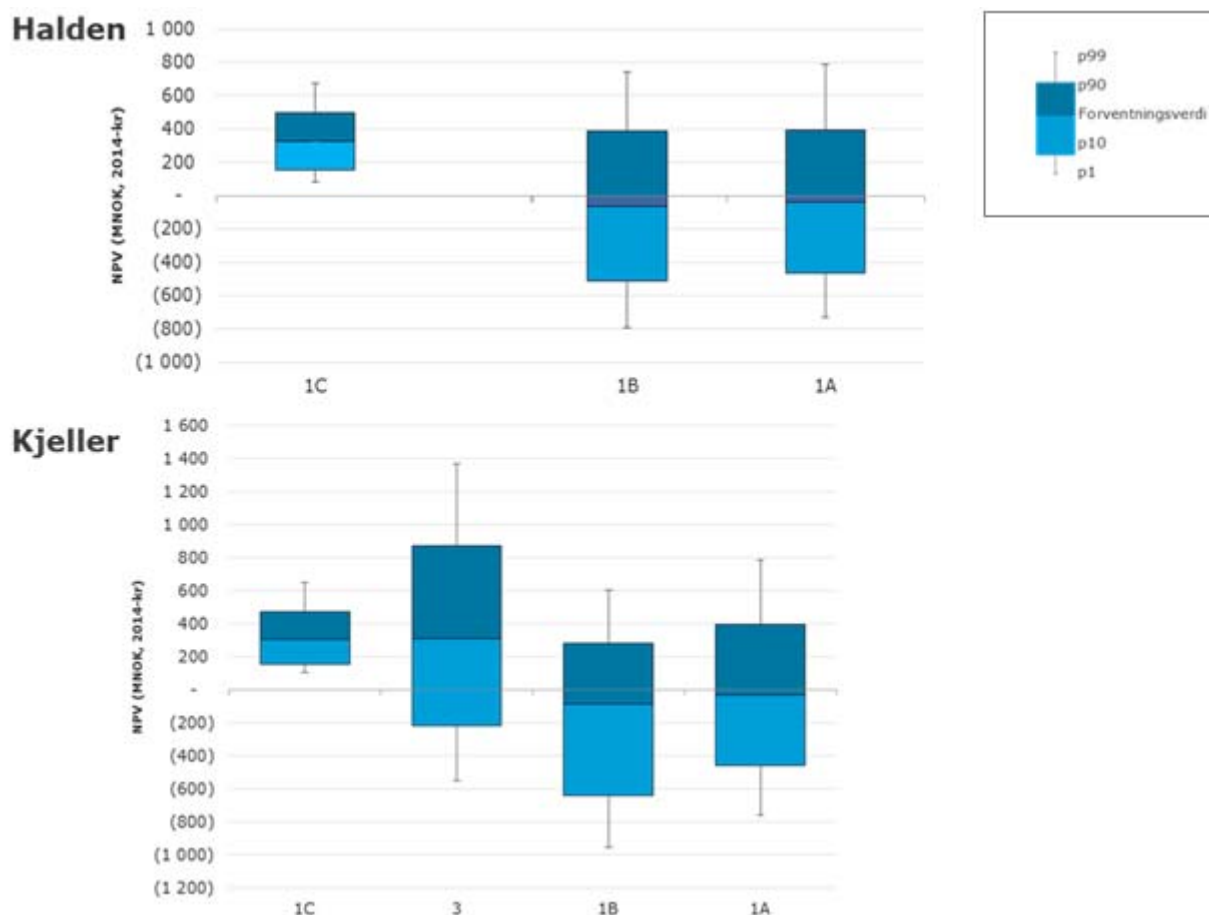 Halden
NPV (MNOK, 2014-kr)
1 000
800
600
400
200
-
(200)
(400)
(600)
(800)
(1 000)
1C 1B 1A
p99
p90
Forventningsverdi
p10
p1
Kjeller
NPV (MNOK, 2014-kr)
1 600
1 400
1 200
1 000
800
600
400
200
-
(200)
(400)
(600)
(800)
(1 000)
(1 200)
1C 3 1B 1A